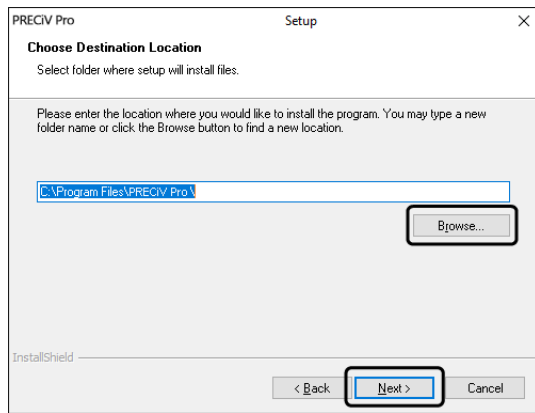 PRECiV Pro Setup
Choose Destination Location
Select folder where setup will install files.
Please enter the location where you would like to install the program. You may type a new
folder name or click the Browse button to find a new location.
C:\Program Files\PRECiV Pro\
Browse...
InstallShield
< Back Next > Cancel